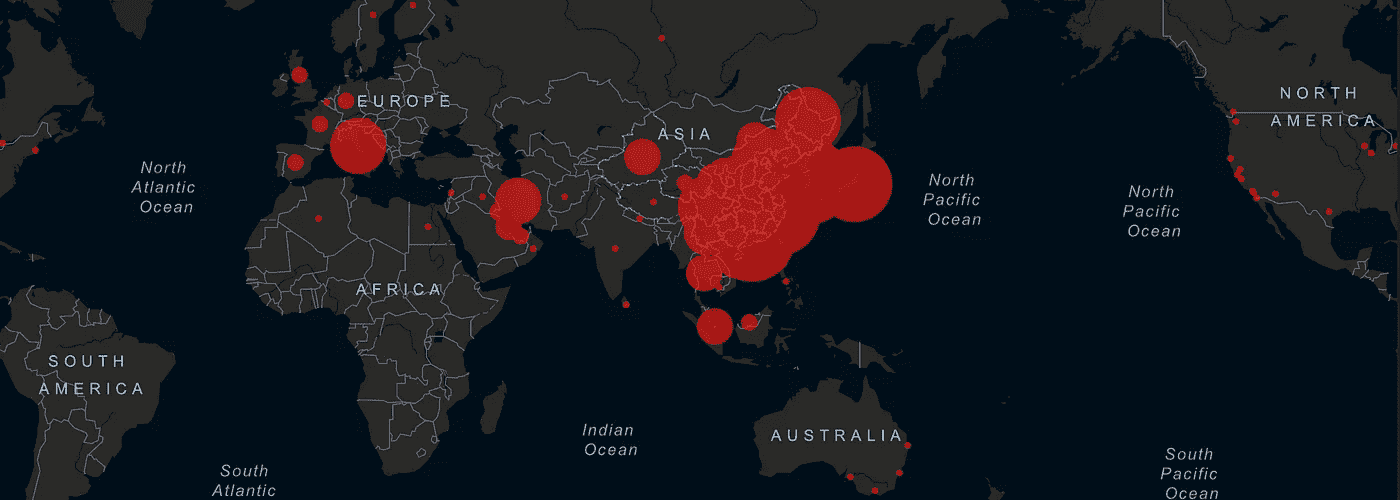 EUROPE
ASIA
NORTH
AMERICA
North
Atlantic
Ocean
North
Pacific
Ocean
North
Pacific
Ocean
AFRICA
SOUTH
AMERICA
Indian
Ocean
AUSTRALIA
South
Atlantic
South
Pacific
Ocean